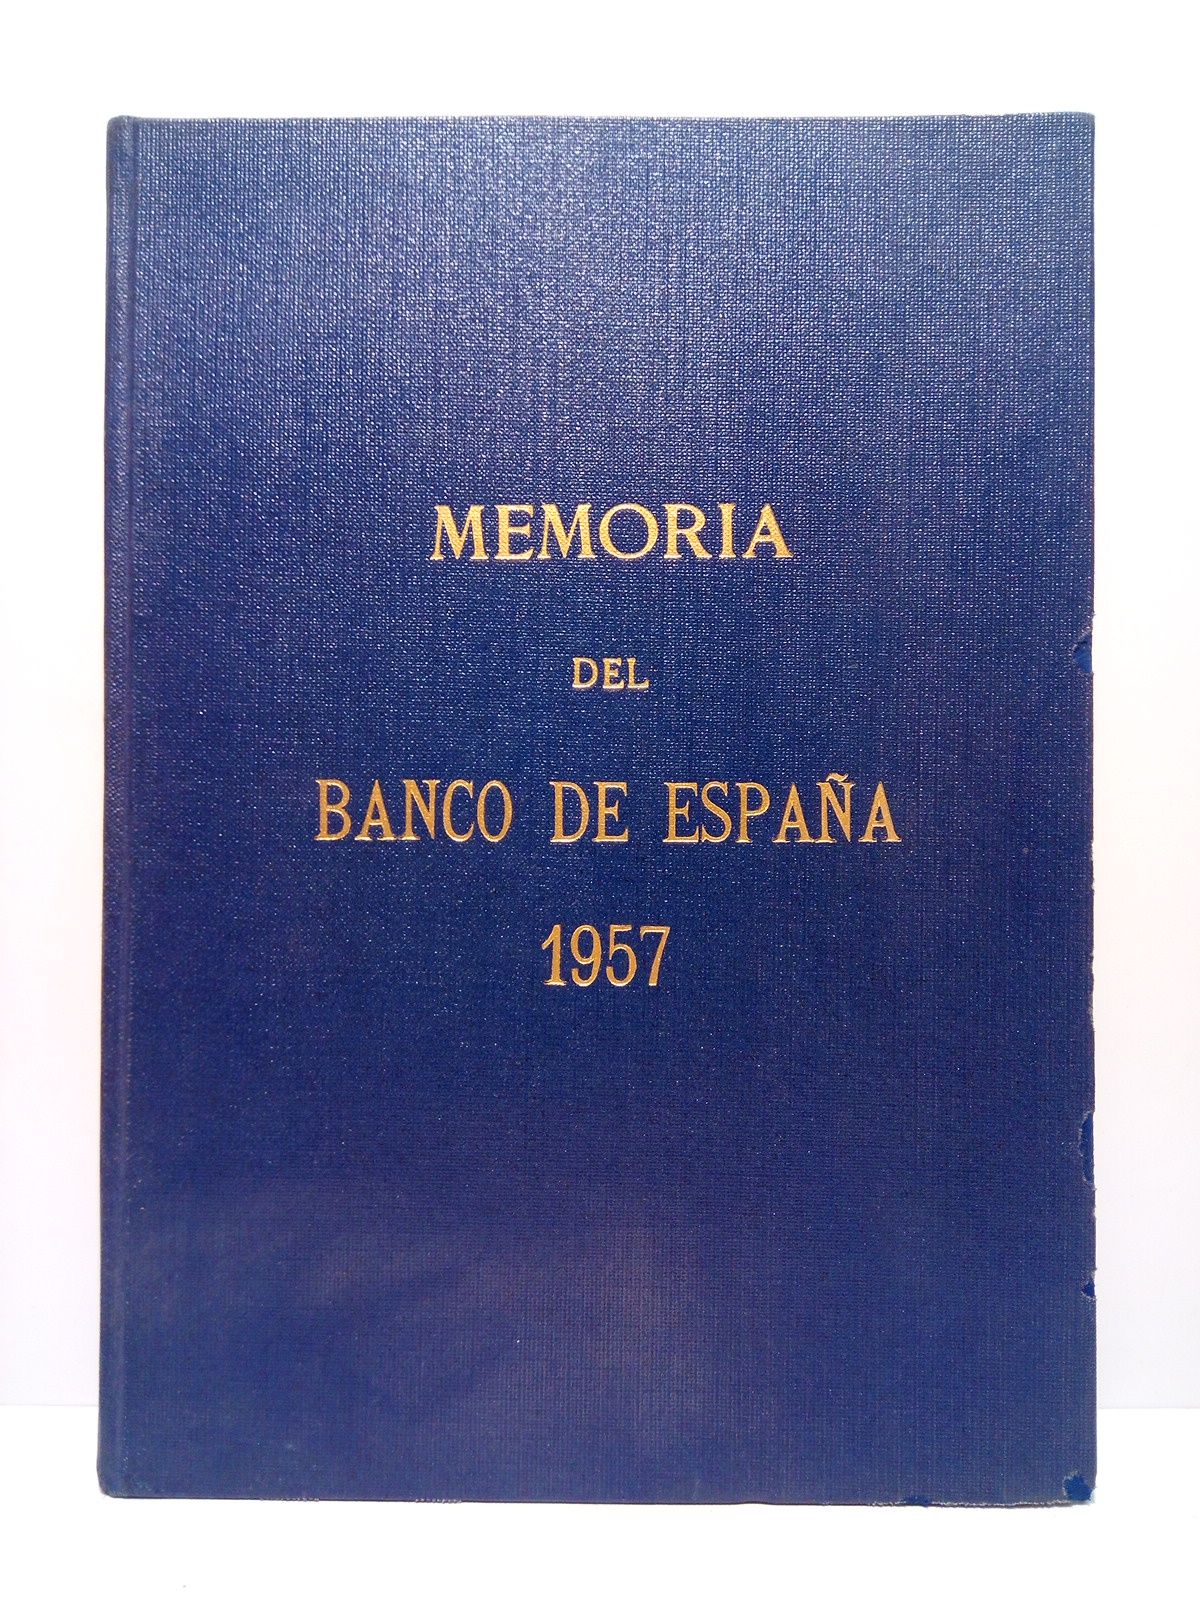 MEMORIA
DEL
BANCO DE ESPAÑA
1957